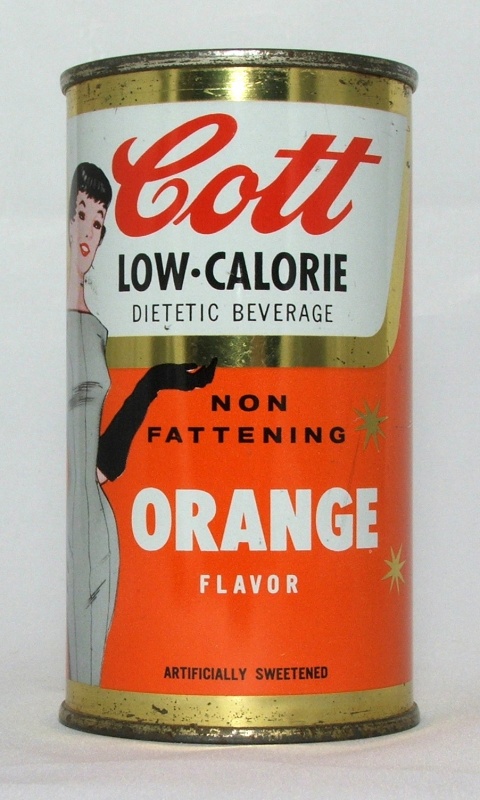 Cott
LOW·CALORIE
DIETETIC BEVERAGE
NON
FATTENING
ORANGE
FLAVOR
ARTIFICIALLY SWEETENED